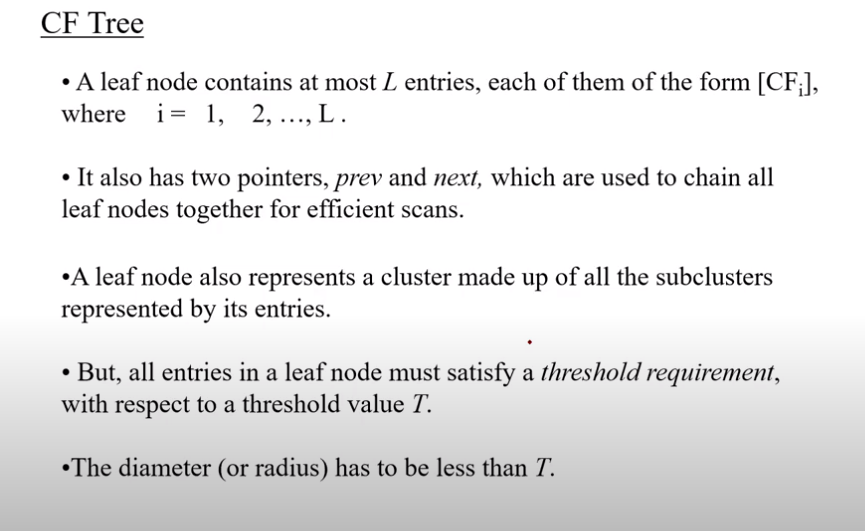 CF Tree
• A leaf node contains at most L entries, each of them of the form [CFi],
where i = 1, 2, ..., L .
• It also has two pointers, prev and next, which are used to chain all
leaf nodes together for efficient scans.
•A leaf node also represents a cluster made up of all the subclusters
represented by its entries.
• But, all entries in a leaf node must satisfy a threshold requirement,
with respect to a threshold value T.
•The diameter (or radius) has to be less than T.